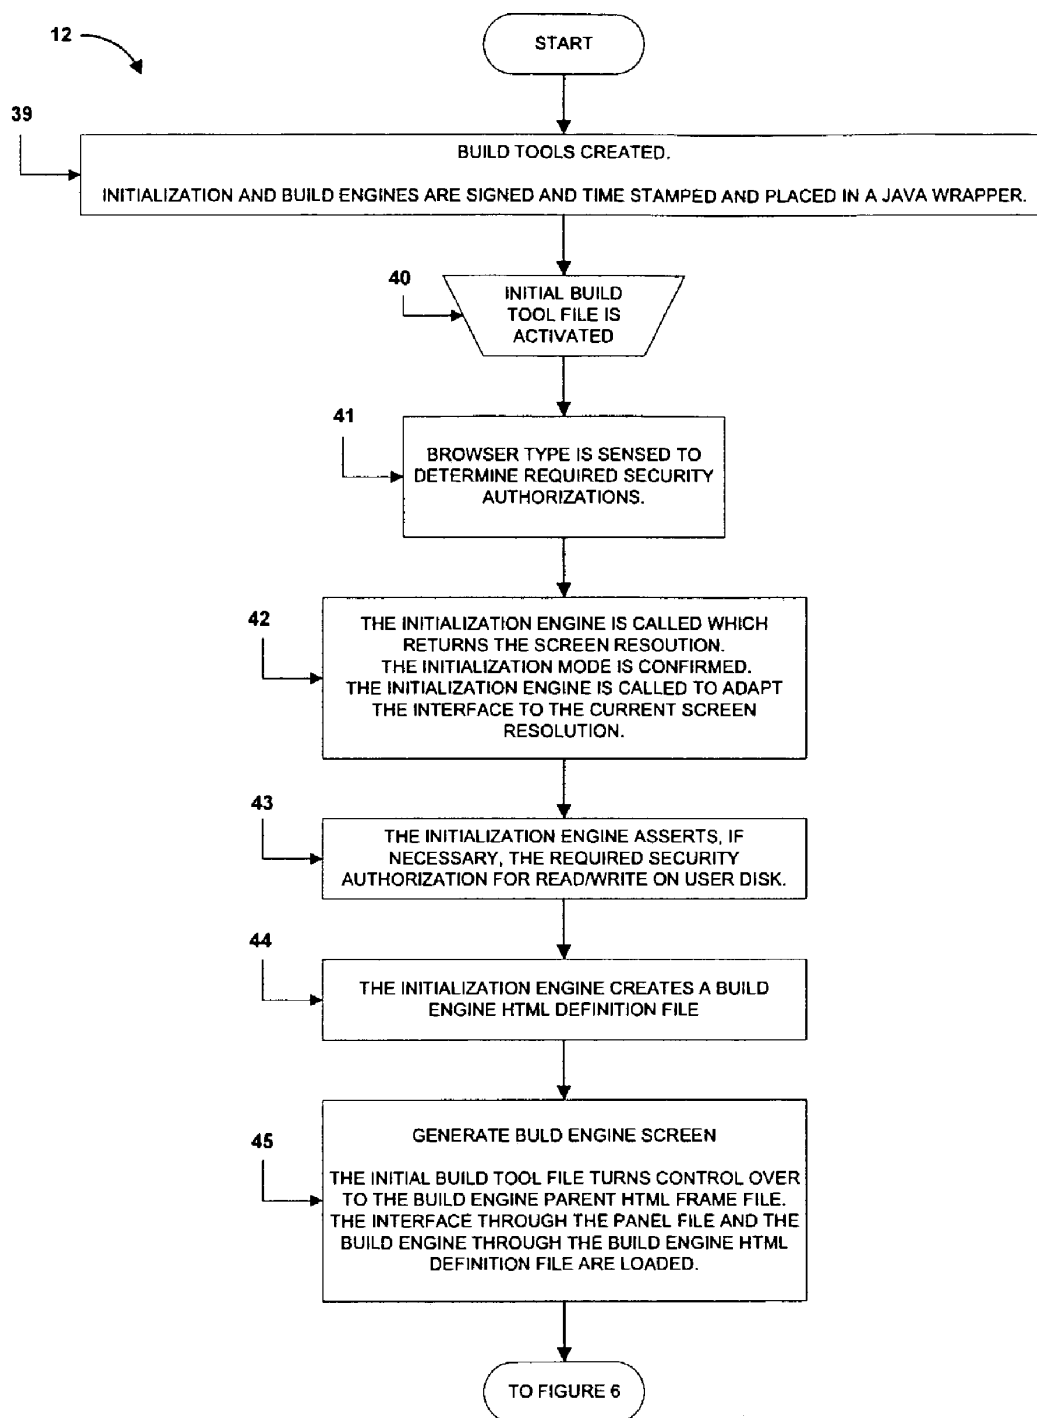 12
START
39
BUILD TOOLS CREATED.
INITIALIZATION AND BUILD ENGINES ARE SIGNED AND TIME STAMPED AND PLACED IN A JAVA WRAPPER.
40
INITIAL BUILD
TOOL FILE IS
ACTIVATED
41
BROWSER TYPE IS SENSED TO
DETERMINE REQUIRED SECURITY
AUTHORIZATIONS.
42
THE INITIALIZATION ENGINE IS CALLED WHICH
RETURNS THE SCREEN RESOUTION.
THE INITIALIZATION MODE IS CONFIRMED.
THE INITIALIZATION ENGINE IS CALLED TO ADAPT
THE INTERFACE TO THE CURRENT SCREEN
RESOLUTION.
43
THE INITIALIZATION ENGINE ASSERTS, IF
NECESSARY, THE REQUIRED SECURITY
AUTHORIZATION FOR READ/WRITE ON USER DISK.
44
THE INITIALIZATION ENGINE CREATES A BUILD
ENGINE HTML DEFINITION FILE
45
GENERATE BULD ENGINE SCREEN
THE INITIAL BUILD TOOL FILE TURNS CONTROL OVER
TO THE BUILD ENGINE PARENT HTML FRAME FILE.
THE INTERFACE THROUGH THE PANEL FILE AND THE
BUILD ENGINE THROUGH THE BUILD ENGINE HTML
DEFINITION FILE ARE LOADED.
TO FIGURE 6